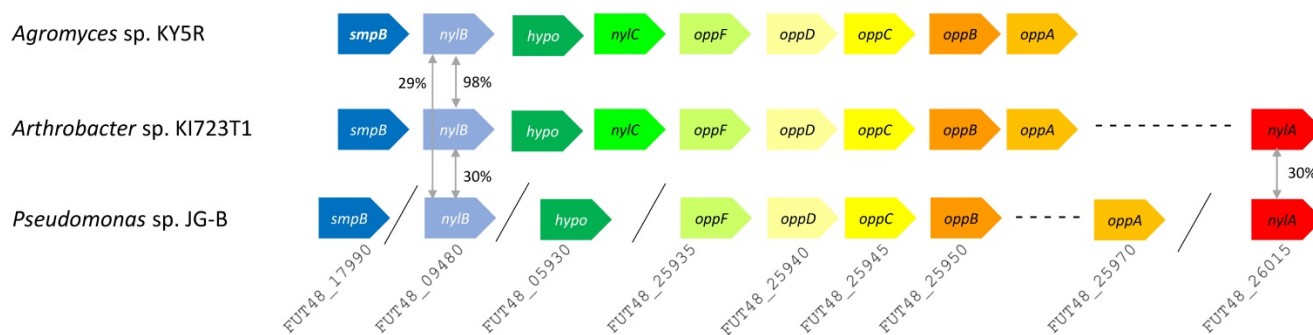 Agromyces sp. KY5R smpB nylB hypo nylC oppF oppD oppC oppB oppA
29% 98%
Arthrobacter sp. KI723T1 smpB nylB hypo nylC oppF oppD oppC oppB oppA nylA
30% 30%
Pseudomonas sp. JG-B smpB nylB hypo oppF oppD oppC oppB oppA nylA
FUT48_17990 FUT48_09480 FUT48_05930 FUT48_25935 FUT48_25940 FUT48_25945 FUT48_25950 FUT48_25970 FUT48_26015